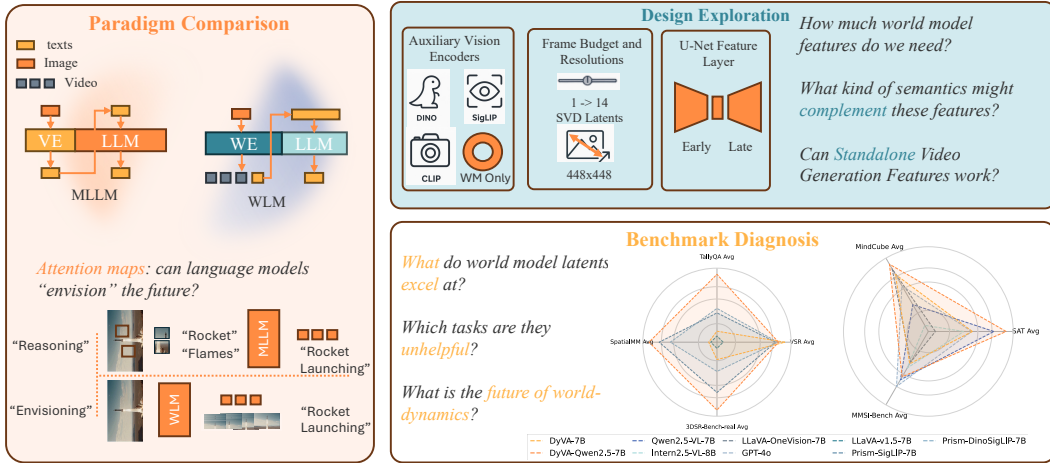 Paradigm Comparison
texts
Image
Video
VE
LLM
WE
LLM
MLLM
WLM
Attention maps: can language models
“envision” the future?
“Reasoning”
“Rocket”
“Flames”
MLLM
“Rocket
Launching”
“Envisioning”
WLM
“Rocket
Launching”
Design Exploration
Auxiliary Vision
Encoders
DINO
SigLIP
CLIP
WM Only
Frame Budget and
Resolutions
1 -> 14
SVD Latents
448x448
U-Net Feature
Layer
Early
Late
How much world model
features do we need?
What kind of semantics might
complement these features?
Can Standalone Video
Generation Features work?
Benchmark Diagnosis
What do world model latents
excel at?
Which tasks are they
unhelpful?
What is the future of world-
dynamics?
TallyQA Avg
SpatialMM Avg
VSR Avg
3DSR-Bench-real Avg
MindCube Avg
SAT Avg
MMSI-Bench Avg
DyVA-7B
Qwen2.5-VL-7B
LLaVA-OneVision-7B
LLaVA-v1.5-7B
Prism-DinoSigLIP-7B
DyVA-Qwen2.5-7B
Intern2.5-VL-8B
GPT-4o
Prism-SigLIP-7B